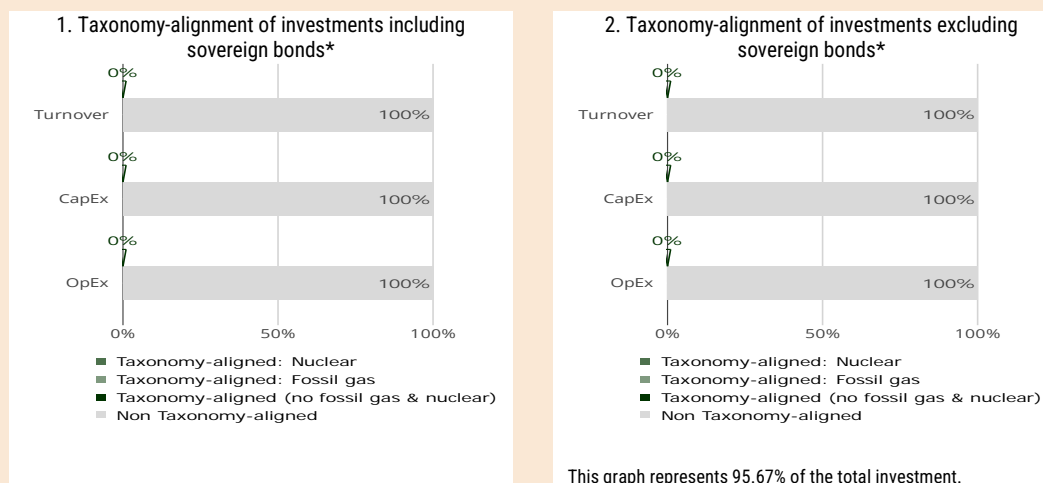 1. Taxonomy-alignment of investments including
sovereign bonds*
0%
Turnover 100%
0%
CapEx 100%
0%
OpEx 100%
0% 50% 100%
Taxonomy-aligned: Nuclear
Taxonomy-aligned: Fossil gas
Taxonomy-aligned (no fossil gas & nuclear)
Non Taxonomy-aligned
2. Taxonomy-alignment of investments excluding
sovereign bonds*
0%
Turnover 100%
0%
CapEx 100%
0%
OpEx 100%
0% 50% 100%
Taxonomy-aligned: Nuclear
Taxonomy-aligned: Fossil gas
Taxonomy-aligned (no fossil gas & nuclear)
Non Taxonomy-aligned
This graph represents 95.67% of the total investment.